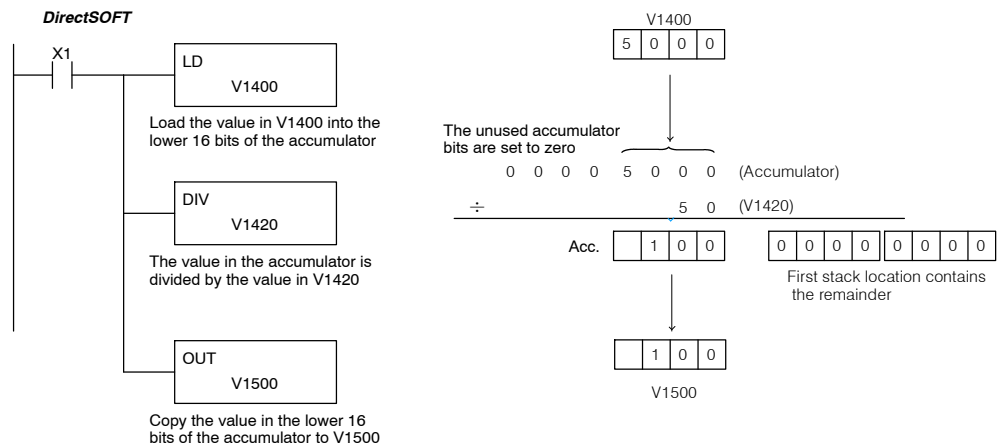 DirectSOFT
X1
LD
V1400
Load the value in V1400 into the
lower 16 bits of the accumulator
DIV
V1420
The value in the accumulator is
divided by the value in V1420
OUT
V1500
Copy the value in the lower 16
bits of the accumulator to V1500
V1400
5 0 0 0
The unused accumulator
bits are set to zero
0 0 0 0 5 0 0 0 (Accumulator)
÷ 5 0 (V1420)
Acc. 1 0 0 0 0 0 0 0 0 0 0
First stack location contains
the remainder
1 0 0
V1500